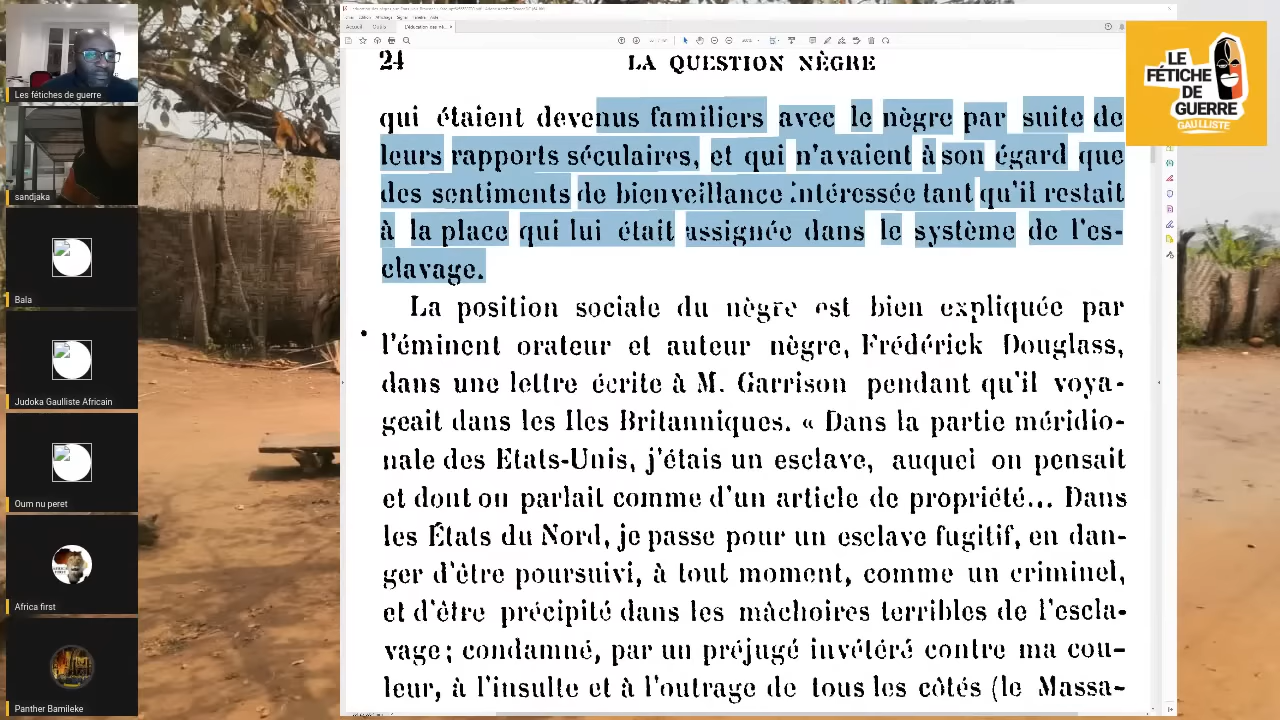 Les fétiches de guerre
sandjaka
Bala
Judoka Gaulliste Africain
Oum nu peret
Africa first
Panther Bamileke
Accueil Outils
24 LA QUESTION NÈGRE
qui étaient devenus familiers avec le nègre par suite de
leurs rapports séculaires, et qui n'avaient à son égard que
des sentiments de bienveillance intéressée tant qu'il restait
à la place qui lui était assignée dans le système de l'es-
clavage.
La position sociale du nègre est bien expliquée par
l'éminent orateur et auteur nègre, Frédérick Douglass,
dans une lettre écrite à M. Garrison pendant qu'il voya-
geait dans les Iles Britanniques. « Dans la partie méridio-
nale des Etats-Unis, j'étais un esclave, auquel on pensait
et dont on parlait comme d'un article de propriété... Dans
les États du Nord, je passe pour un esclave fugitif, en dan-
ger d'être poursuivi, à tout moment, comme un criminel,
et d'être précipité dans les mâchoires terribles de l'escla-
vage ; condamné, par un préjugé invétéré contre ma cou-
leur, à l'insulte et à l'outrage de tous les côtés (le Massa-
LE
FÉTICHE
DE
GUERRE
GAULLISTE